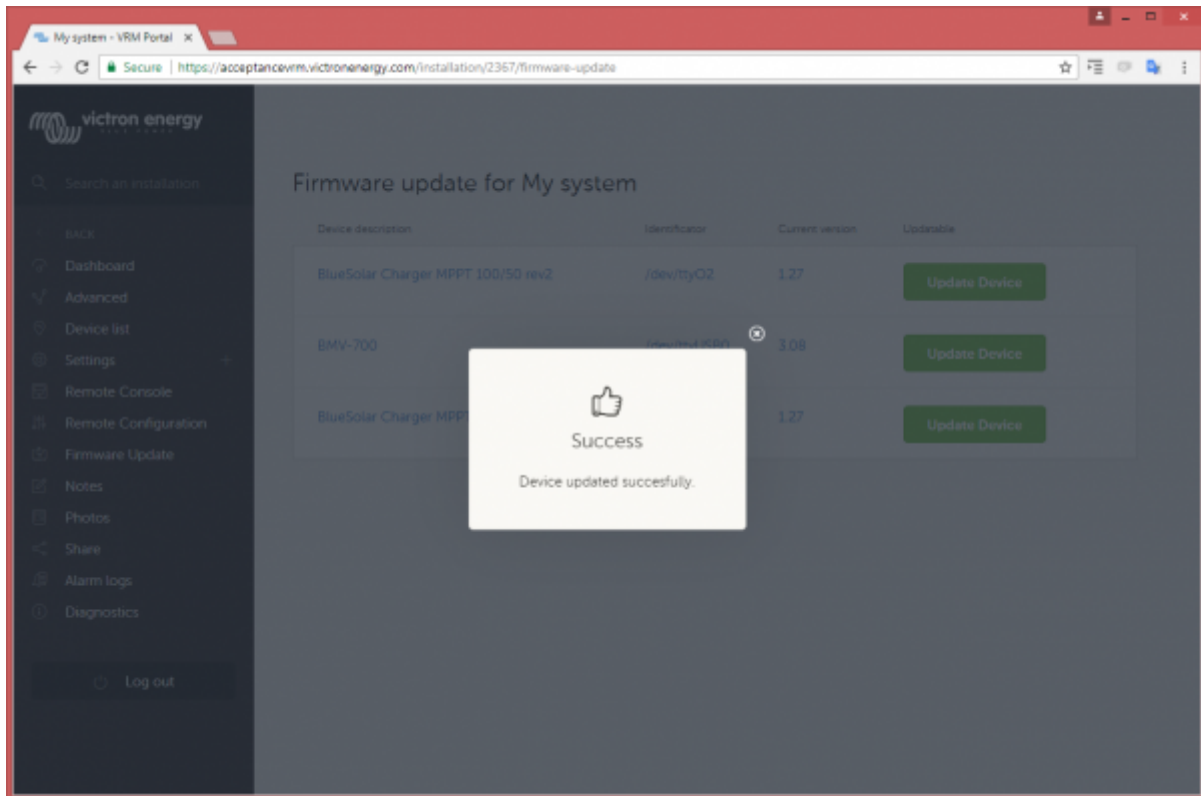 My system - VRM Portal
Secure | https://acceptancevrm.victronenergy.com/installation/2367/firmware-update
victron energy
BLUE POWER
Search an installation
Firmware update for My system
Device description Identificator Current version Updatable
BACK
Dashboard
BlueSolar Charger MPPT 100/50 rev2 /dev/ttyO2 1.27 Update Device
Advanced
Device list
BMV-700 /dev/ttyUSB0 3.08 Update Device
Settings
Remote Console
Remote Configuration
BlueSolar Charger MPPT 1.27 Update Device
Firmware Update
Notes
Photos
Share
Alarm logs
Diagnostics
Log out
Success
Device updated succesfully.